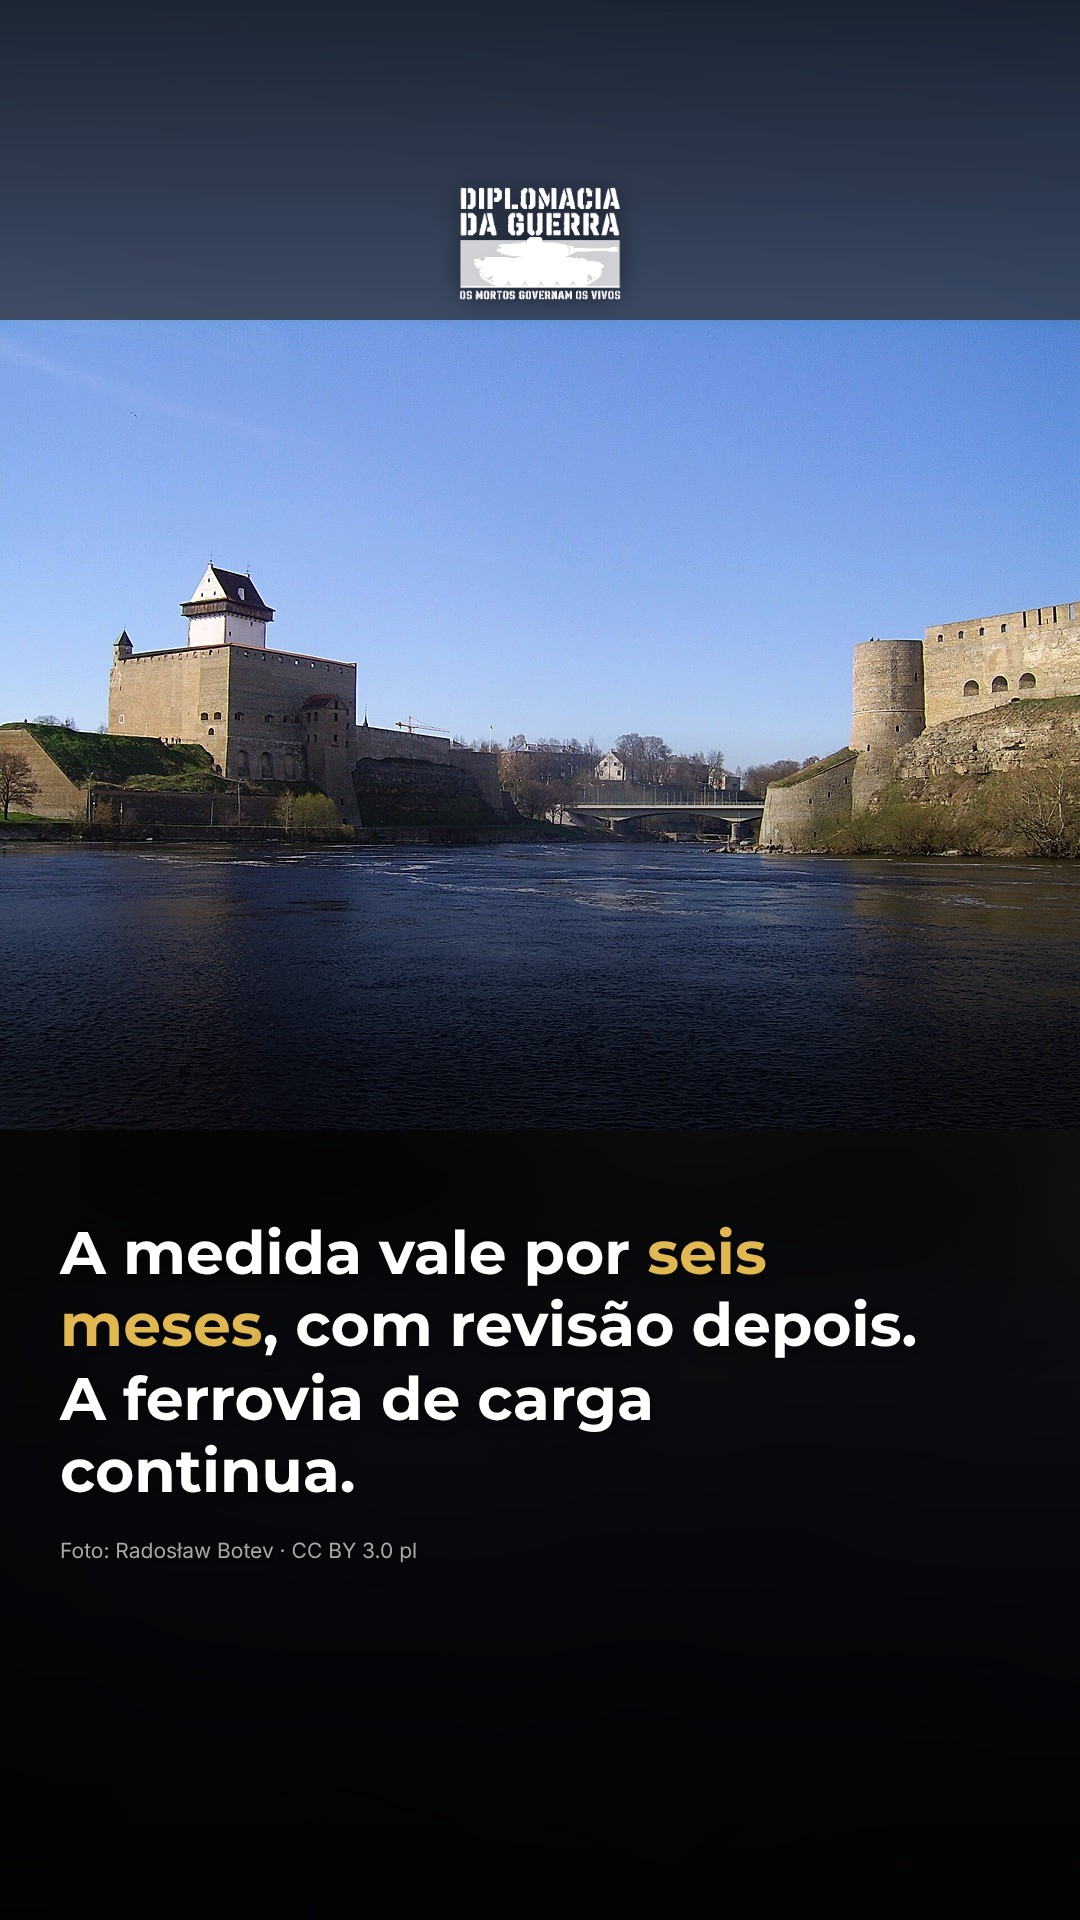 DIPLOMACIA
DA GUERRA
OS MORTOS GOVERNAM OS VIVOS
A medida vale por seis
meses, com revisão depois.
A ferrovia de carga
continua.
Foto: Radosław Botev · CC BY 3.0 pl